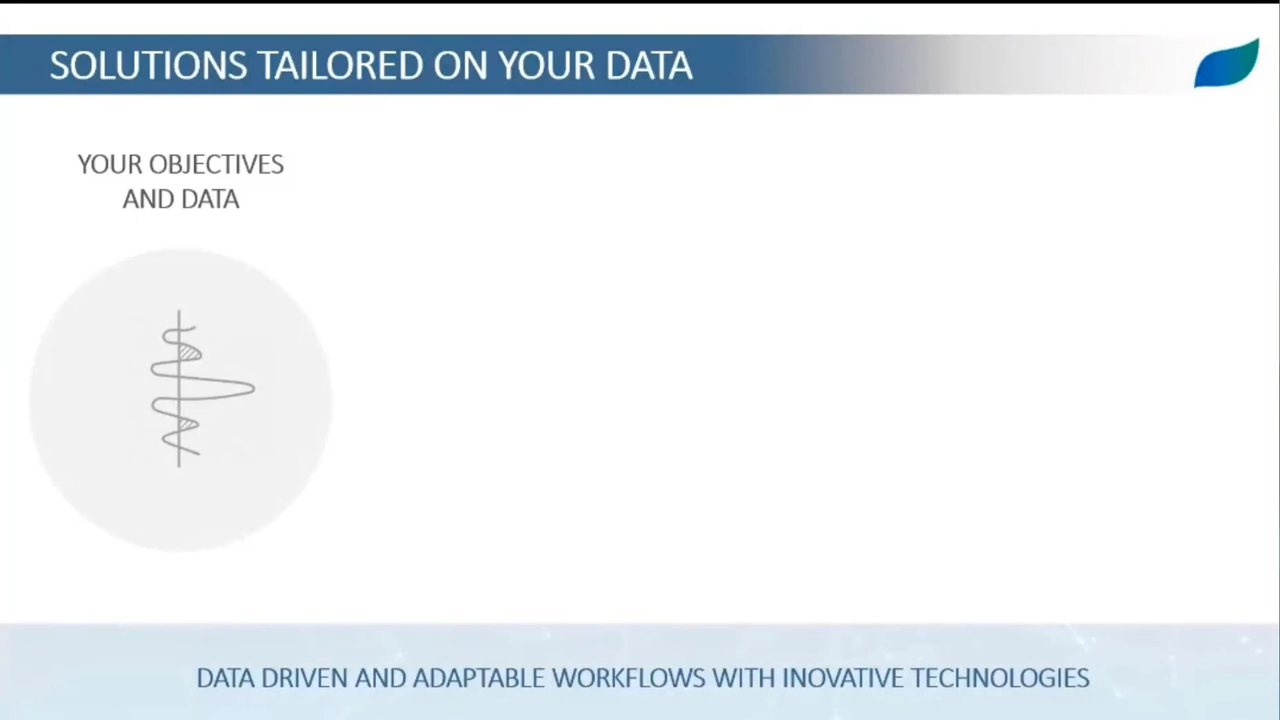 SOLUTIONS TAILORED ON YOUR DATA
YOUR OBJECTIVES
AND DATA
DATA DRIVEN AND ADAPTABLE WORKFLOWS WITH INOVATIVE TECHNOLOGIES